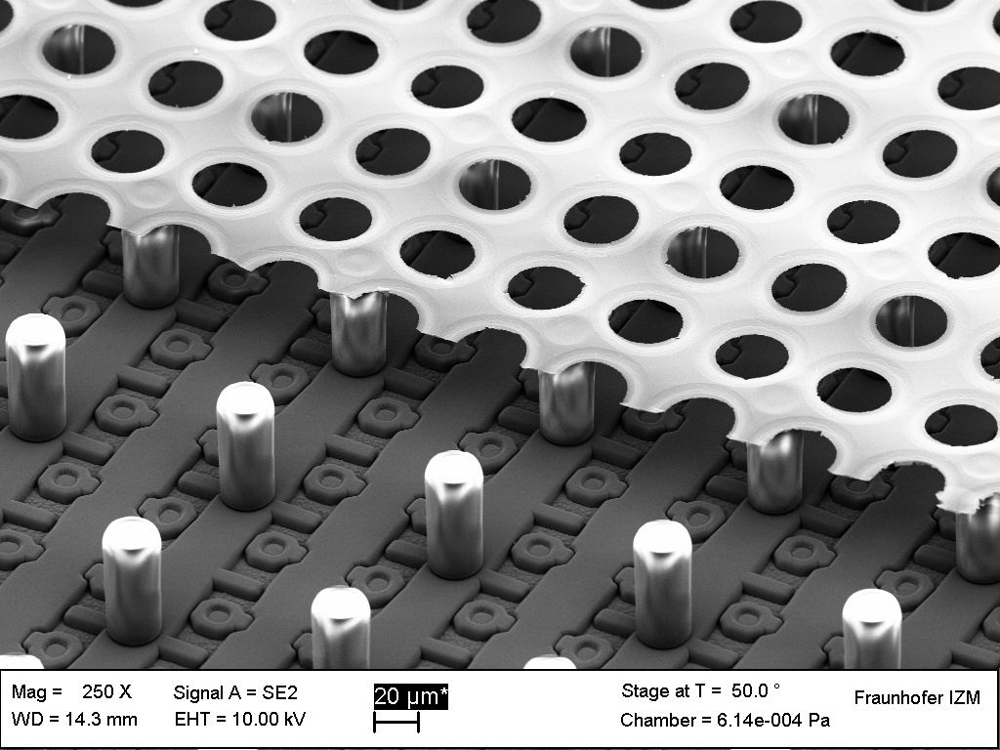 Mag = 250 X
WD = 14.3 mm
Signal A = SE2
EHT = 10.00 kV
20 µm*
Stage at T = 50.0 °
Chamber = 6.14e-004 Pa
Fraunhofer IZM